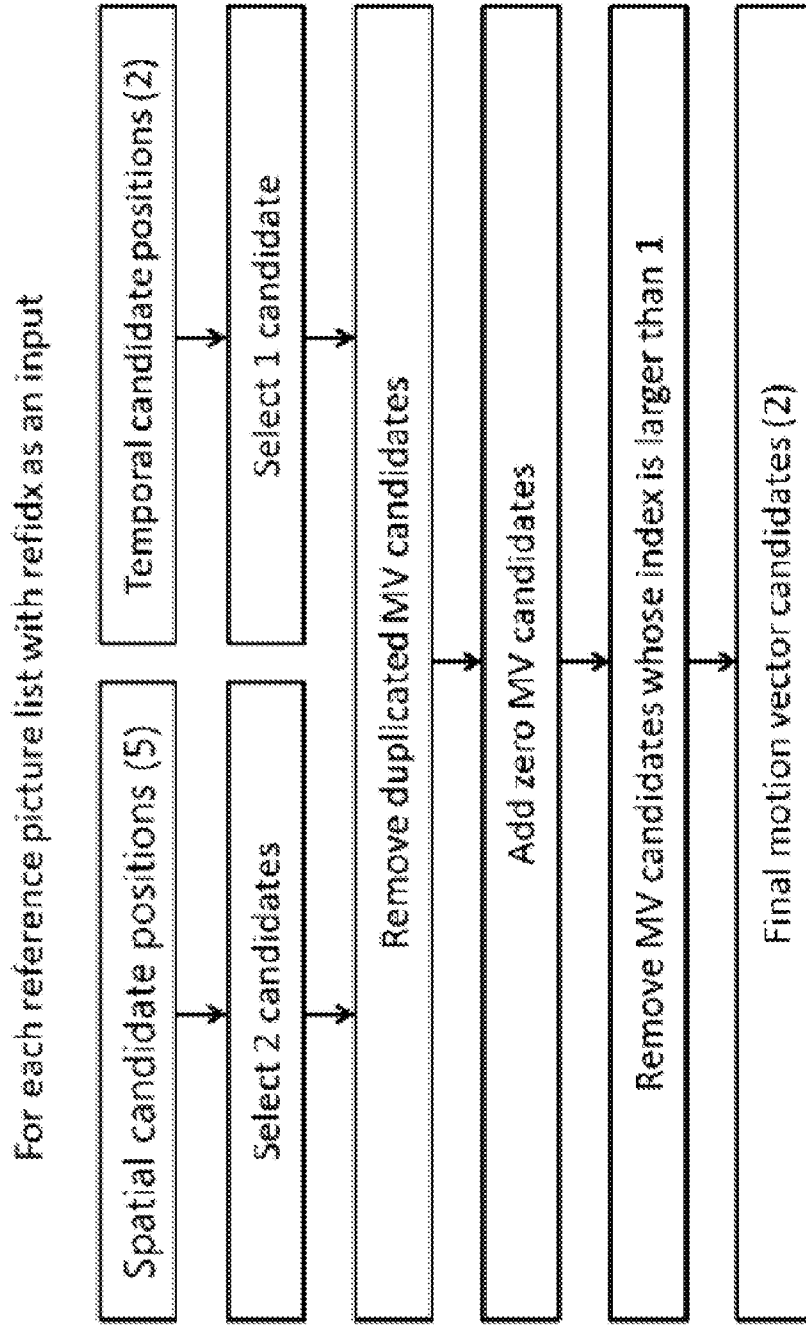 For each reference picture list with refidx as an input
Spatial candidate positions (5)
Temporal candidate positions (2)
Select 2 candidates
Select 1 candidate
Remove duplicated MV candidates
Add zero MV candidates
Remove MV candidates whose index is larger than 1
Final motion vector candidates (2)